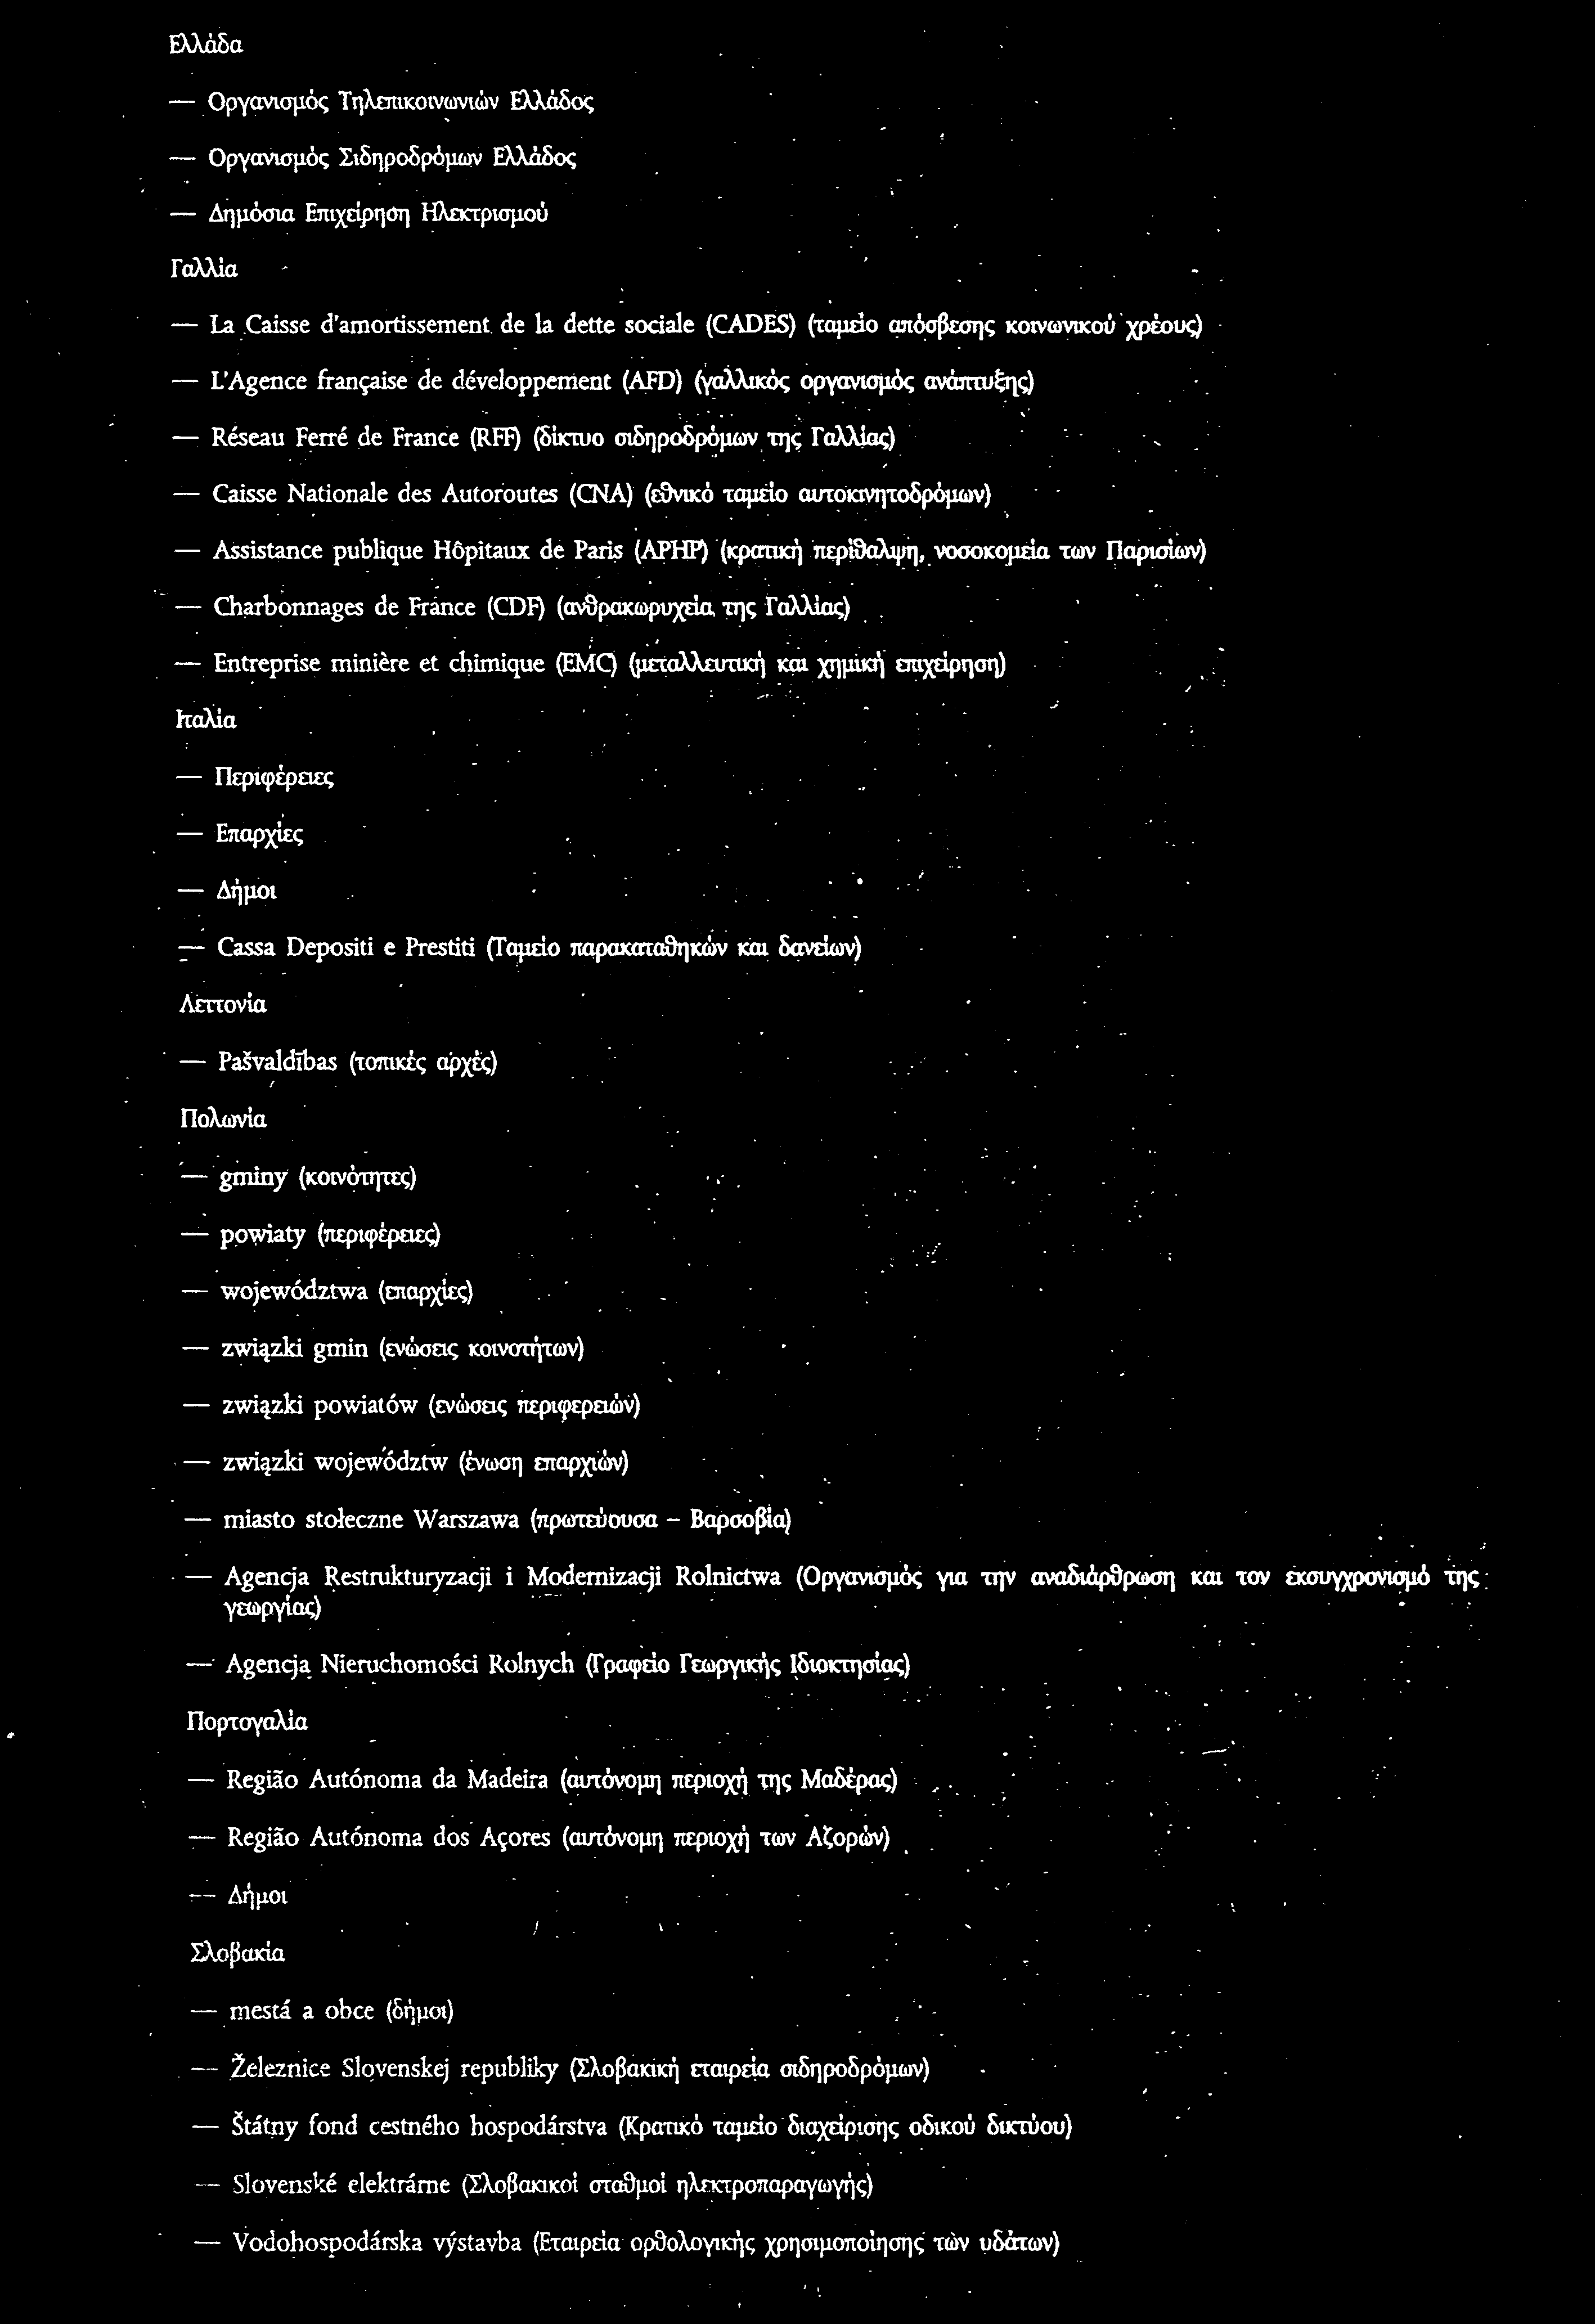 Ελλάδα
— Οργανισμός Τηλεπικοινωνιών Ελλάδος
— Οργανισμός Σιδηροδρόμων Ελλάδος
— Δημόσια Επιχείρηση Ηλεκτρισμού
Γαλλία
— La Caisse d'amortissement de la dette sociale (CADES) (ταμείο απόσβεσης κοινωνικού χρέους)
— L'Agence française de développement (AFD) (γαλλικός οργανισμός ανάπτυξης)
— Réseau Ferré de France (RFF) (δίκτυο σιδηροδρόμων της Γαλλίας)
— Caisse Nationale des Autoroutes (CNA) (εθνικό ταμείο αυτοκινητοδρόμων)
— Assistance publique Hôpitaux de Paris (APHP) (κρατική περίθαλψη, νοσοκομεία των Παρισίων)
— Charbonnages de France (CDF) (ανθρακωρυχεία της Γαλλίας)
— Entreprise minière et chimique (EMC) (μεταλλευτική και χημική επιχείρηση)
Ιταλία
— Περιφέρειες
— Επαρχίες
— Δήμοι
— Cassa Depositi e Prestiti (Ταμείο παρακαταθηκών και δανείων)
Λεττονία
— Pašvaldības (τοπικές αρχές)
Πολωνία
— gminy (κοινότητες)
— powiaty (περιφέρειες)
— województwa (επαρχίες)
— związki gmin (ενώσεις κοινοτήτων)
— związki powiatów (ενώσεις περιφερειών)
— związki województw (ένωση επαρχιών)
— miasto stołeczne Warszawa (πρωτεύουσα – Βαρσοβία)
— Agencja Restrukturyzacji i Modernizacji Rolnictwa (Οργανισμός για την αναδιάρθρωση και τον εκσυγχρονισμό της
γεωργίας)
— Agencja Nieruchomości Rolnych (Γραφείο Γεωργικής Ιδιοκτησίας)
Πορτογαλία
— Região Autónoma da Madeira (αυτόνομη περιοχή της Μαδέρας)
— Região Autónoma dos Açores (αυτόνομη περιοχή των Αζορών)
— Δήμοι
Σλοβακία
— mestá a obce (δήμοι)
— Železnice Slovenskej republiky (Σλοβακική εταιρεία σιδηροδρόμων)
— Štátny fond cestného hospodárstva (Κρατικό ταμείο διαχείρισης οδικού δικτύου)
— Slovenské elektrárne (Σλοβακικοί σταθμοί ηλεκτροπαραγωγής)
— Vodohospodárska výstavba (Εταιρεία ορθολογικής χρησιμοποίησης των υδάτων)